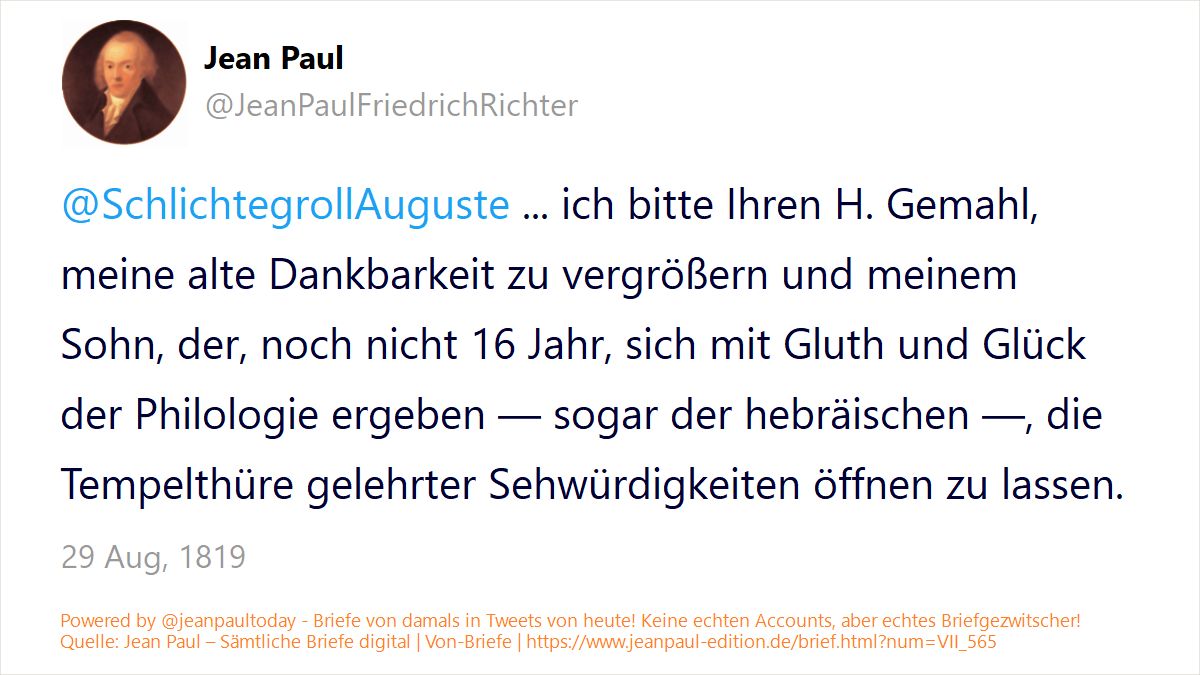 Jean Paul
@JeanPaulFriedrichRichter
@SchlichtegrollAuguste ... ich bitte Ihren H. Gemahl,
meine alte Dankbarkeit zu vergrößern und meinem
Sohn, der, noch nicht 16 Jahr, sich mit Gluth und Glück
der Philologie ergeben — sogar der hebräischen —, die
Tempelthüre gelehrter Sehwürdigkeiten öffnen zu lassen.
29 Aug, 1819
Powered by @jeanpaultoday - Briefe von damals in Tweets von heute! Keine echten Accounts, aber echtes Briefgezwitscher!
Quelle: Jean Paul – Sämtliche Briefe digital | Von-Briefe | https://www.jeanpaul-edition.de/brief.html?num=VII_565